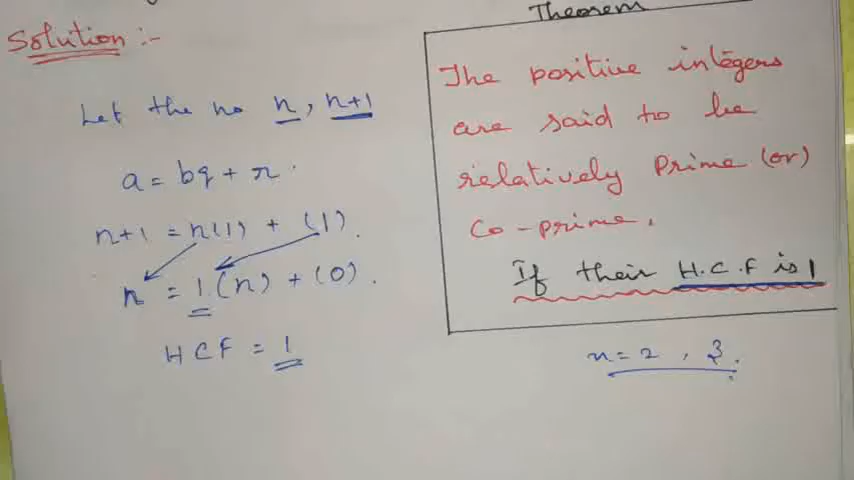 Solution :-
Let the no n, n+1
a = bq + r.
n+1 = n(1) + (1).
n = 1(n) + (0).
HCF = 1
Theorem
The positive integers
are said to be
relatively Prime (or)
Co-prime,
If their H.C.F is 1
n = 2, 3.